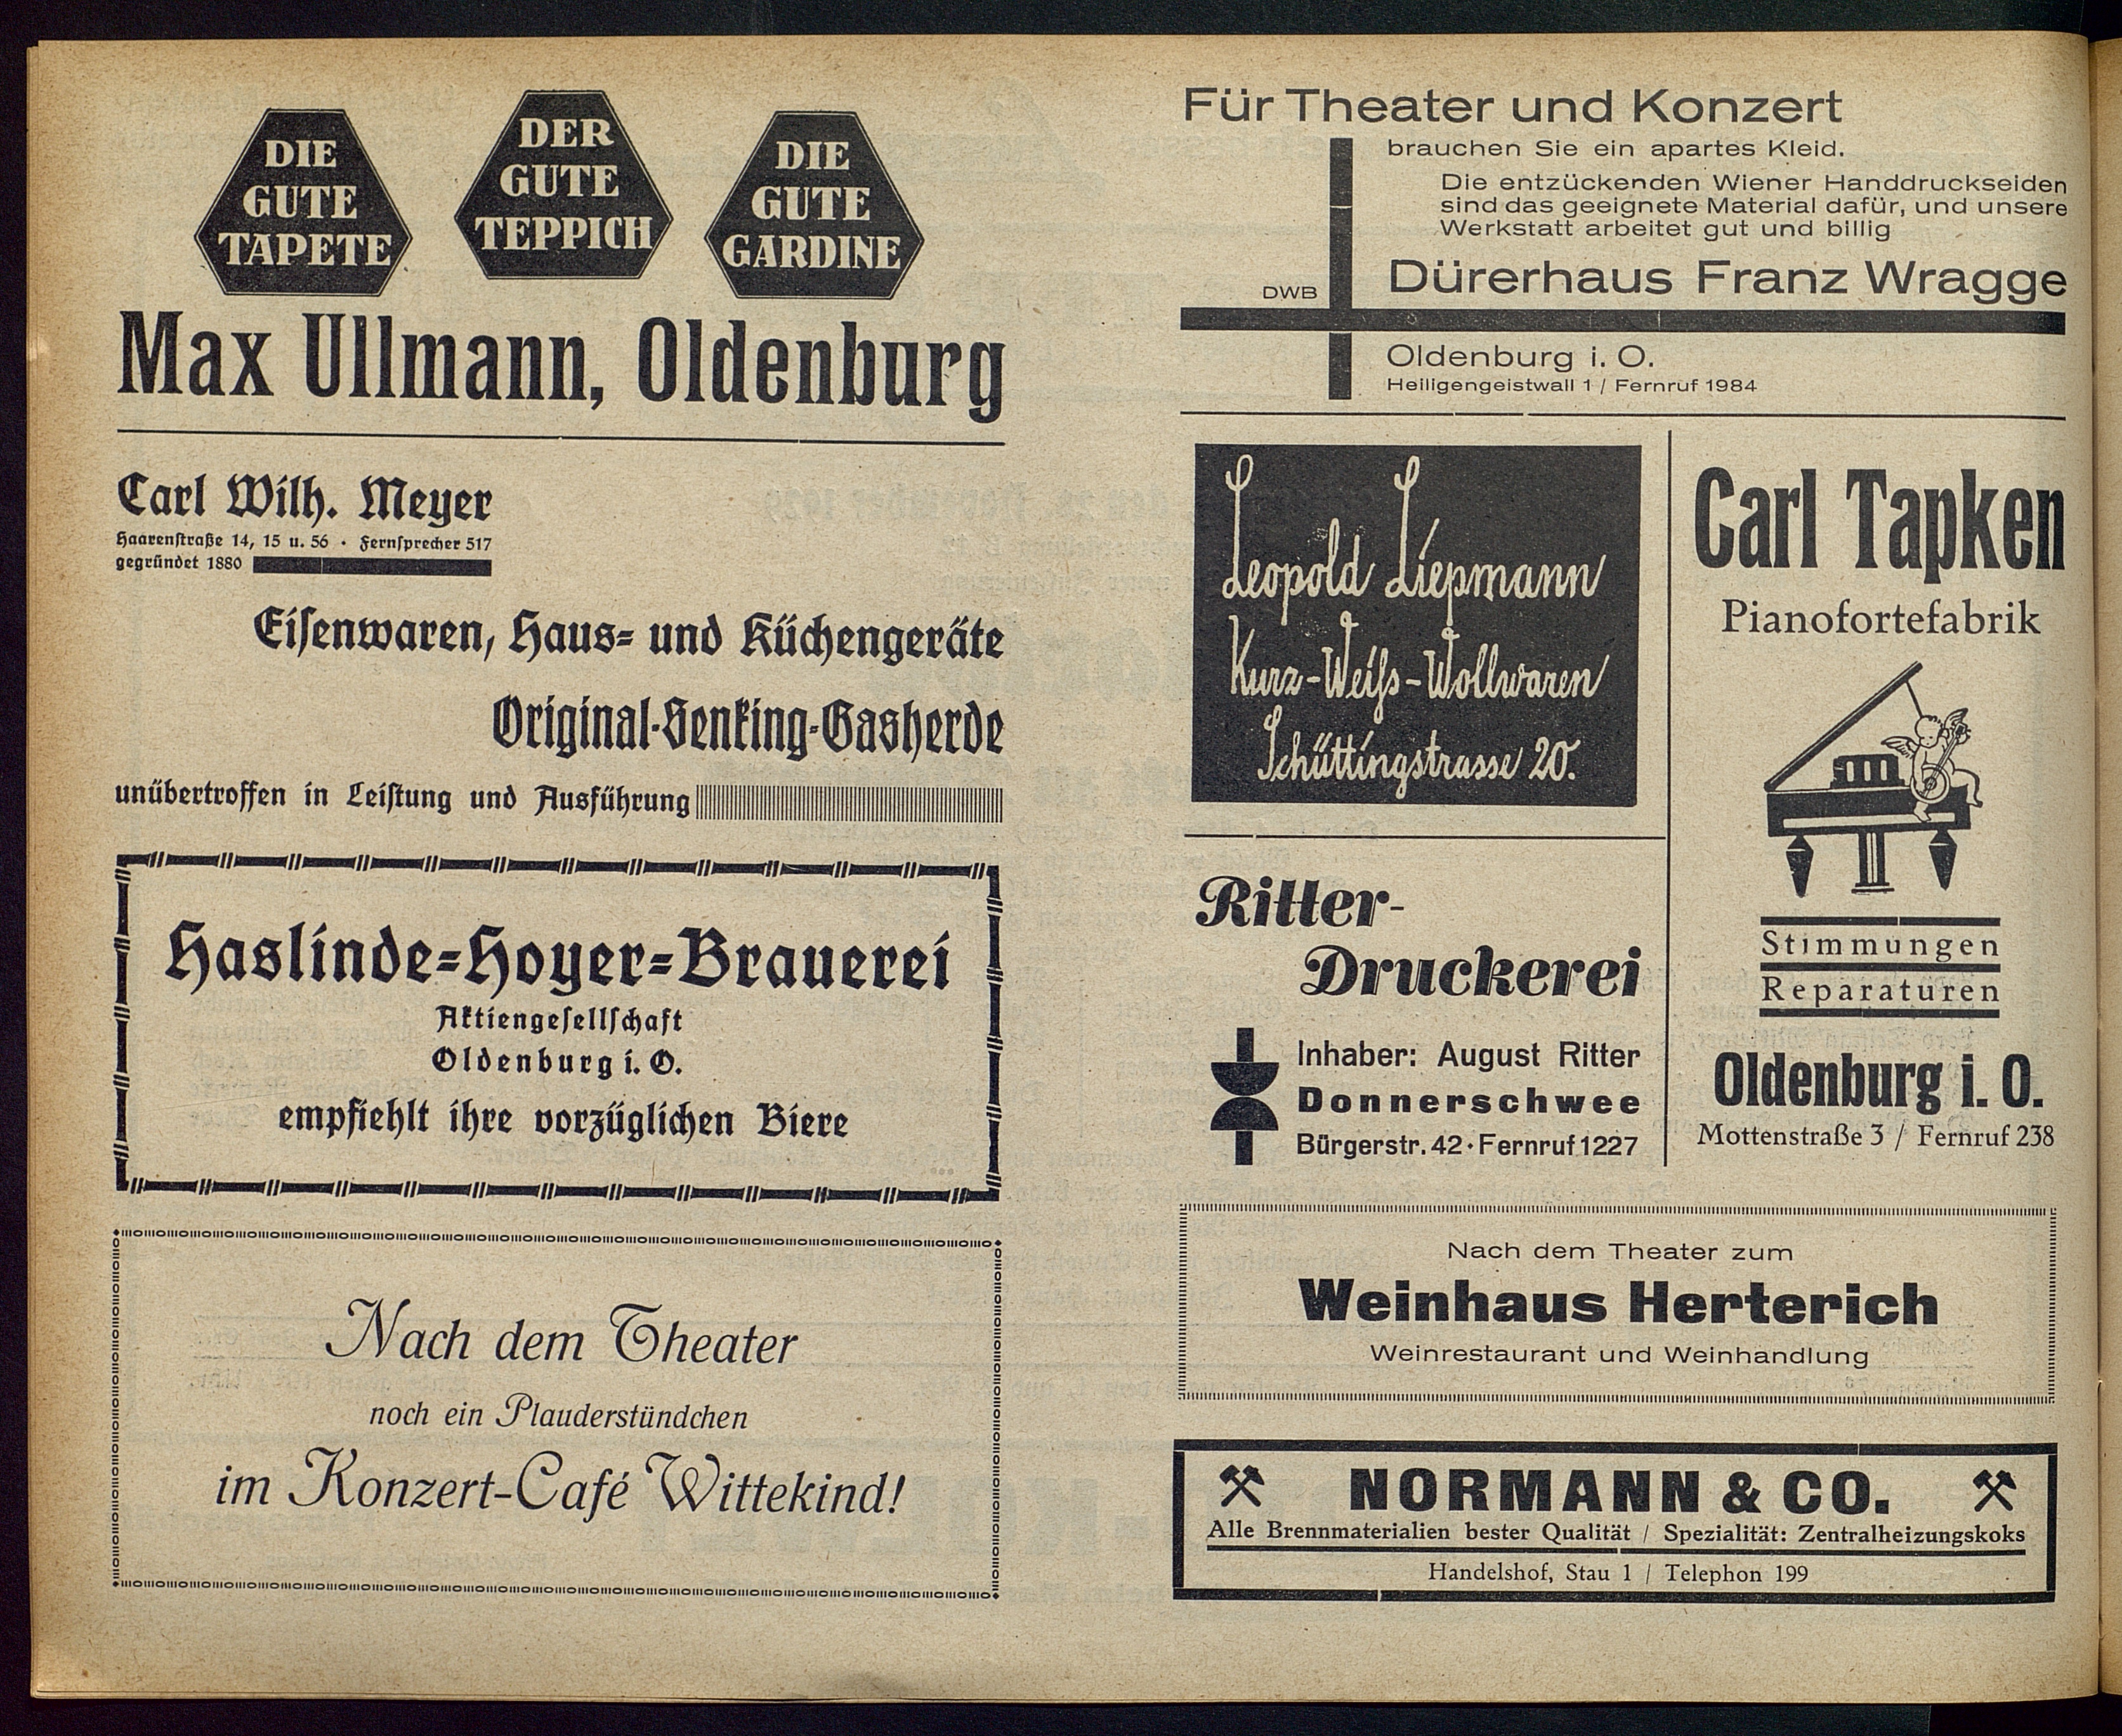 DIE
GUTE
TAPETE
DER
GUTE
TEPPICH
DIE
GUTE
GARDINE
Max Ullmann, Oldenburg
Carl Wilh. Meyer
Haarenſtraße 14, 15 u. 56 · Fernſprecher 517
gegründet 1880
Eiſenwaren, Haus- und Küchengeräte
Original-Senking-Gasherde
unübertroffen in Leiſtung und Ausführung
Haslinde-Hoyer-Brauerei
Aktiengeſellſchaft
Oldenburg i. O.
empfiehlt ihre vorzüglichen Biere
Nach dem Theater
noch ein Plauderstündchen
im Konzert-Café Wittekind!
Für Theater und Konzert
brauchen Sie ein apartes Kleid.
Die entzückenden Wiener Handdruckseiden
sind das geeignete Material dafür, und unsere
Werkstatt arbeitet gut und billig
DWB
Dürerhaus Franz Wragge
Oldenburg i. O.
Heiligengeistwall 1 / Fernruf 1984
Leopold Liepmann
Kurz-Weiſs-Wollwaren
Schüttingstrasse 20.
Ritter-
Druckerei
Inhaber: August Ritter
Donnerschwee
Bürgerstr. 42 · Fernruf 1227
Carl Tapken
Pianofortefabrik
Stimmungen
Reparaturen
Oldenburg i. O.
Mottenstraße 3 / Fernruf 238
Nach dem Theater zum
Weinhaus Herterich
Weinrestaurant und Weinhandlung
NORMANN & CO.
Alle Brennmaterialien bester Qualität / Spezialität: Zentralheizungskoks
Handelshof, Stau 1 / Telephon 199